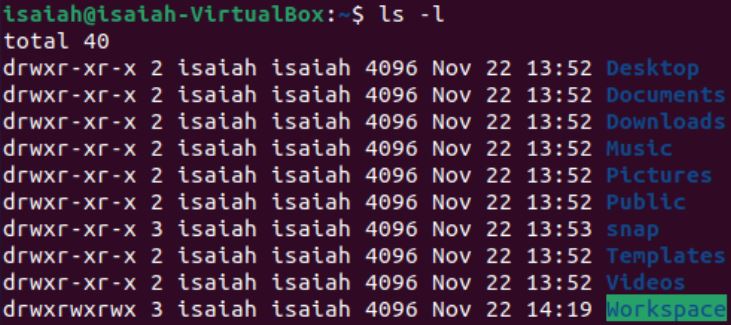 isaiah@isaiah-VirtualBox:~$ ls -l
total 40
drwxr-xr-x 2 isaiah isaiah 4096 Nov 22 13:52 Desktop
drwxr-xr-x 2 isaiah isaiah 4096 Nov 22 13:52 Documents
drwxr-xr-x 2 isaiah isaiah 4096 Nov 22 13:52 Downloads
drwxr-xr-x 2 isaiah isaiah 4096 Nov 22 13:52 Music
drwxr-xr-x 2 isaiah isaiah 4096 Nov 22 13:52 Pictures
drwxr-xr-x 2 isaiah isaiah 4096 Nov 22 13:52 Public
drwxr-xr-x 3 isaiah isaiah 4096 Nov 22 13:53 snap
drwxr-xr-x 2 isaiah isaiah 4096 Nov 22 13:52 Templates
drwxr-xr-x 2 isaiah isaiah 4096 Nov 22 13:52 Videos
drwxrwxrwx 3 isaiah isaiah 4096 Nov 22 14:19 Workspace